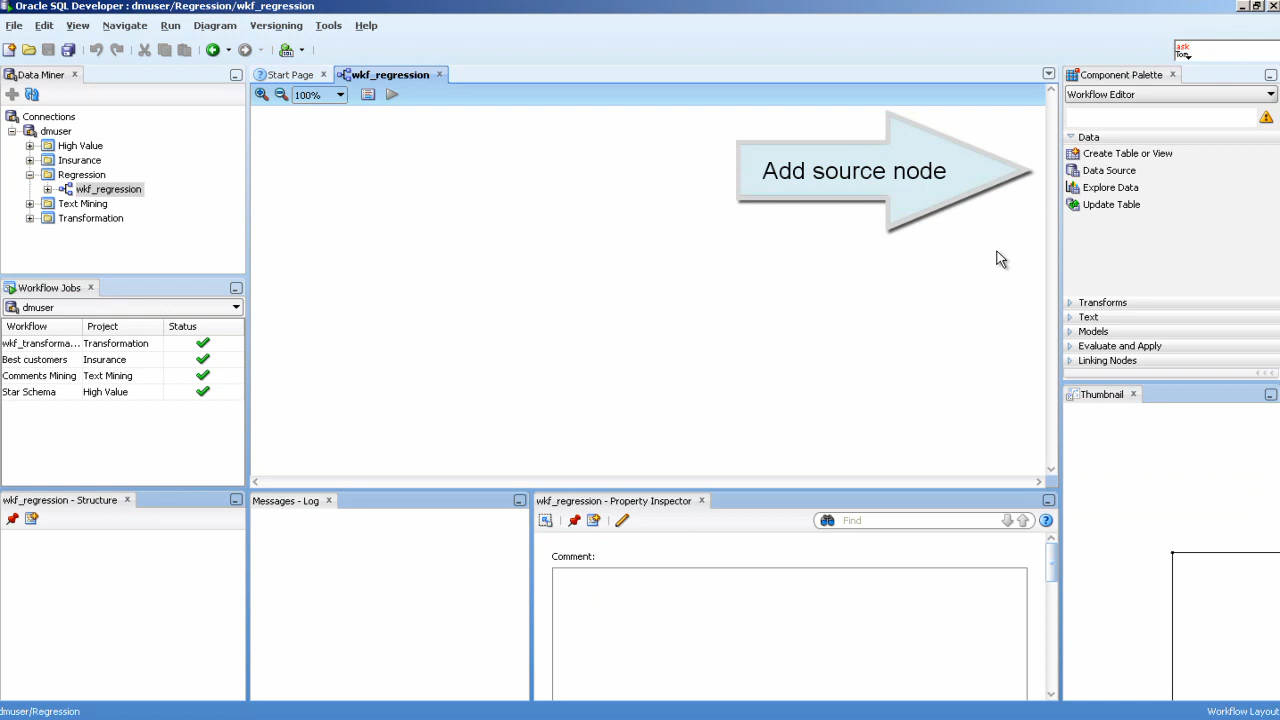 Oracle SQL Developer : dmuser/Regression/wkf_regression
File Edit View Navigate Run Diagram Versioning Tools Help
ask
Tom
Data Miner
Connections
dmuser
High Value
Insurance
Regression
wkf_regression
Text Mining
Transformation
Workflow Jobs
dmuser
Workflow Project Status
wkf_transforma... Transformation
Best customers Insurance
Comments Mining Text Mining
Star Schema High Value
wkf_regression - Structure
Start Page wkf_regression
100%
Add source node
Messages - Log
wkf_regression - Property Inspector
Find
Comment:
Component Palette
Workflow Editor
Data
Create Table or View
Data Source
Explore Data
Update Table
Transforms
Text
Models
Evaluate and Apply
Linking Nodes
Thumbnail
dmuser/Regression
Workflow Layout